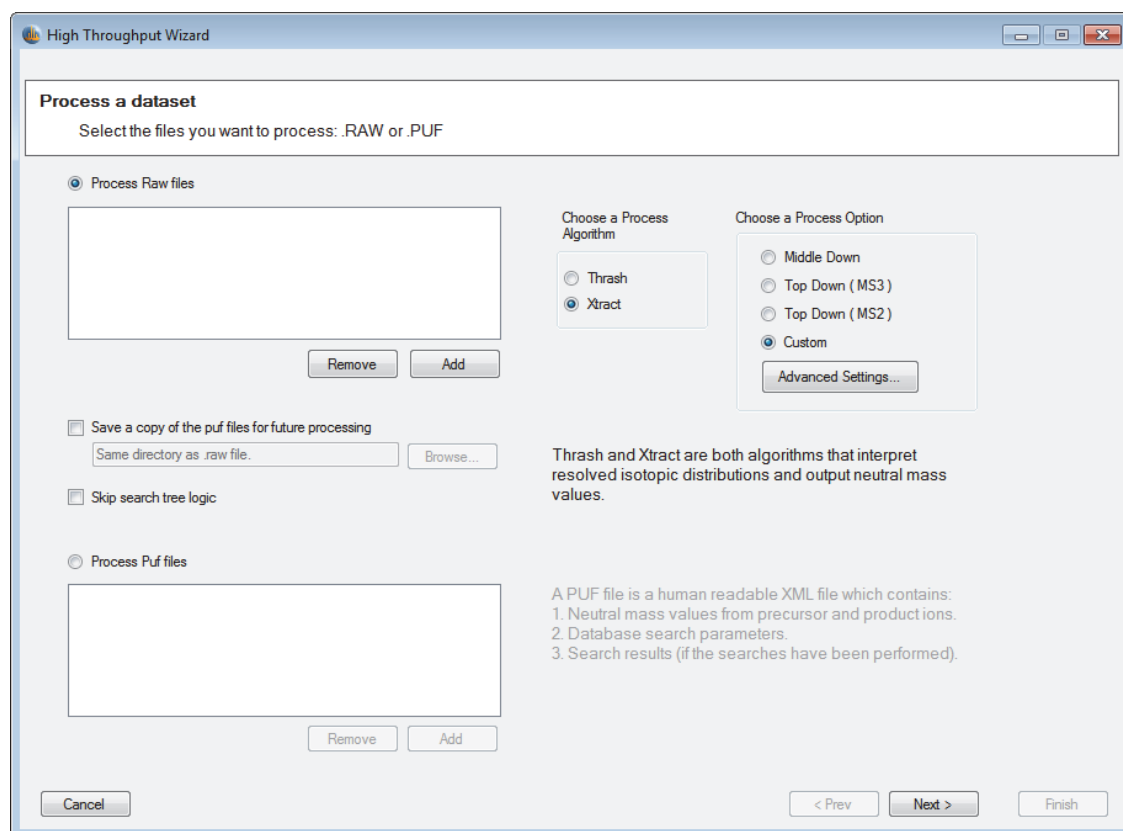 High Throughput Wizard
Process a dataset
Select the files you want to process: .RAW or .PUF
Process Raw files
Remove
Add
Choose a Process
Algorithm
Thrash
Xtract
Choose a Process Option
Middle Down
Top Down ( MS3 )
Top Down ( MS2 )
Custom
Advanced Settings...
Save a copy of the puf files for future processing
Same directory as .raw file.
Browse...
Skip search tree logic
Thrash and Xtract are both algorithms that interpret
resolved isotopic distributions and output neutral mass
values.
Process Puf files
Remove
Add
A PUF file is a human readable XML file which contains:
1. Neutral mass values from precursor and product ions.
2. Database search parameters.
3. Search results (if the searches have been performed).
Cancel
< Prev
Next >
Finish